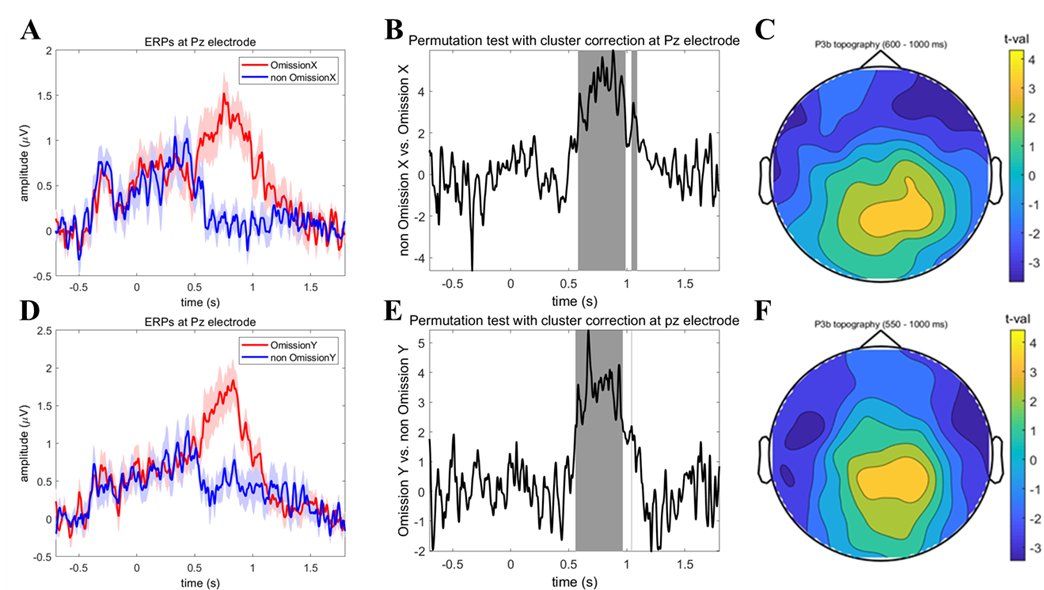 A
ERPs at Pz electrode
OmissionX
non OmissionX
amplitude (μV)
2
1.5
1
0.5
0
-0.5
-0.5
0
0.5
1
1.5
time (s)
B
Permutation test with cluster correction at Pz electrode
non Omission X vs. Omission X
4
2
0
-2
-4
-0.5
0
0.5
1
1.5
time (s)
C
P3b topography (600 - 1000 ms)
t-val
4
3
2
1
0
-1
-2
-3
D
ERPs at Pz electrode
OmissionY
non OmissionY
amplitude (μV)
2.5
2
1.5
1
0.5
0
-0.5
-0.5
0
0.5
1
1.5
time (s)
E
Permutation test with cluster correction at pz electrode
Omission Y vs. non Omission Y
5
4
3
2
1
0
-1
-2
-0.5
0
0.5
1
1.5
time (s)
F
P3b topography (550 - 1000 ms)
t-val
4
3
2
1
0
-1
-2
-3